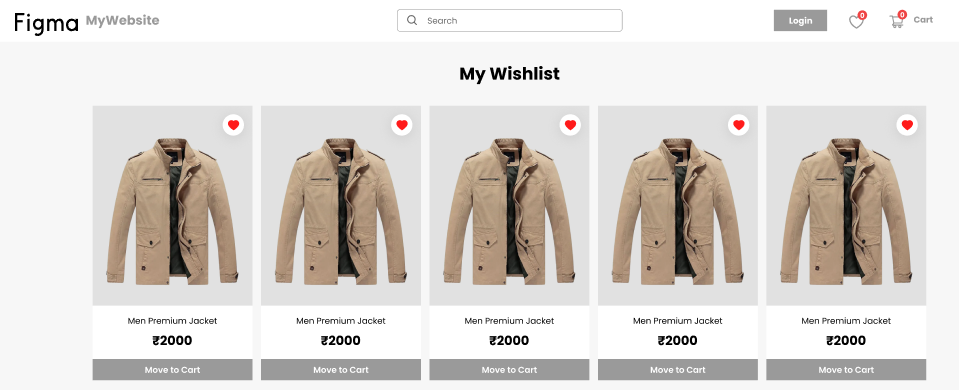 Figma MyWebsite
Search
Login
0
0
Cart
My Wishlist
Men Premium Jacket
₹2000
Move to Cart
Men Premium Jacket
₹2000
Move to Cart
Men Premium Jacket
₹2000
Move to Cart
Men Premium Jacket
₹2000
Move to Cart
Men Premium Jacket
₹2000
Move to Cart